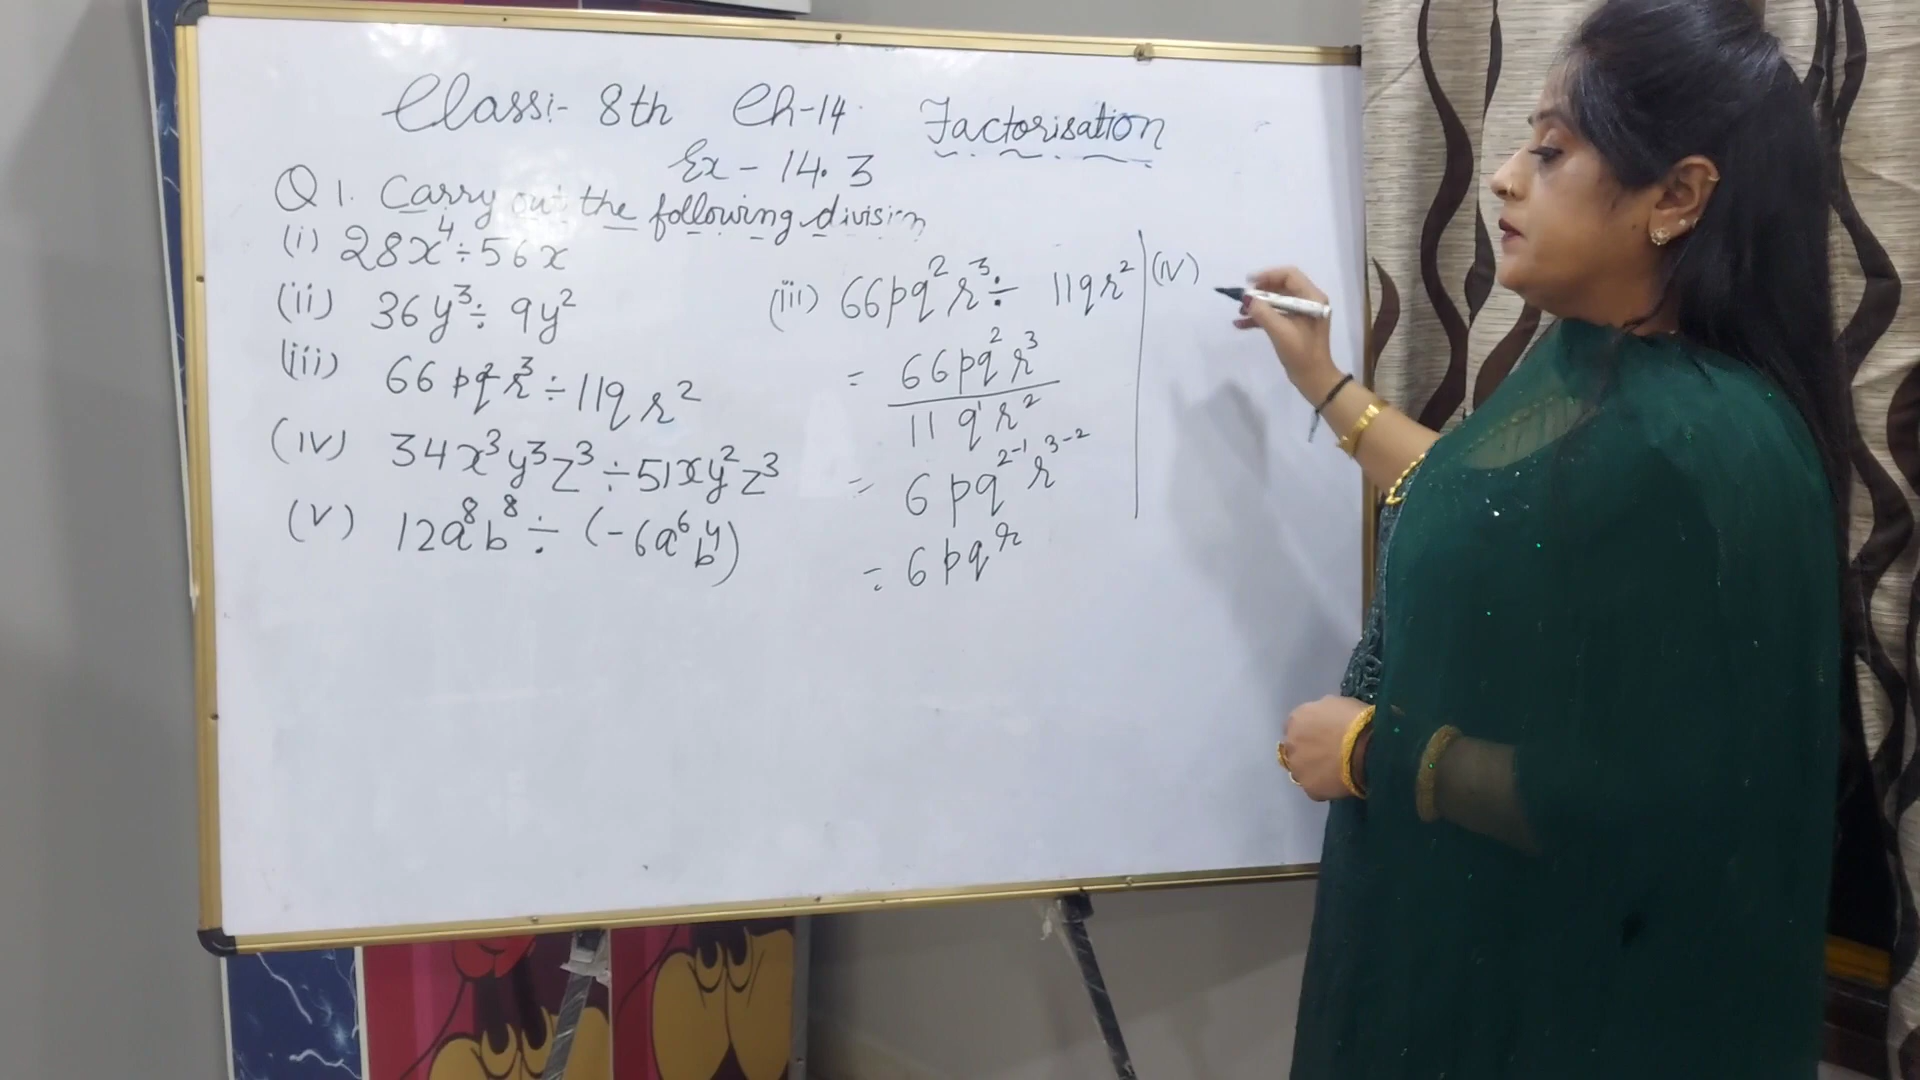 Class:- 8th Ch-14. Factorisation
Ex - 14.3
Q1. Carry out the following division
(i) 28x⁴÷56x
(ii) 36y³÷ 9y²
(iii) 66pq²r³÷11qr²
(iv) 34x³y³z³÷51xy²z³
(v) 12a⁸b⁸÷(-6a⁶b⁴)
(iii) 66pq²r³÷ 11qr²
= 66pq²r³
11q¹r²
= 6pq²⁻¹r³⁻²
= 6pqr
(iv)